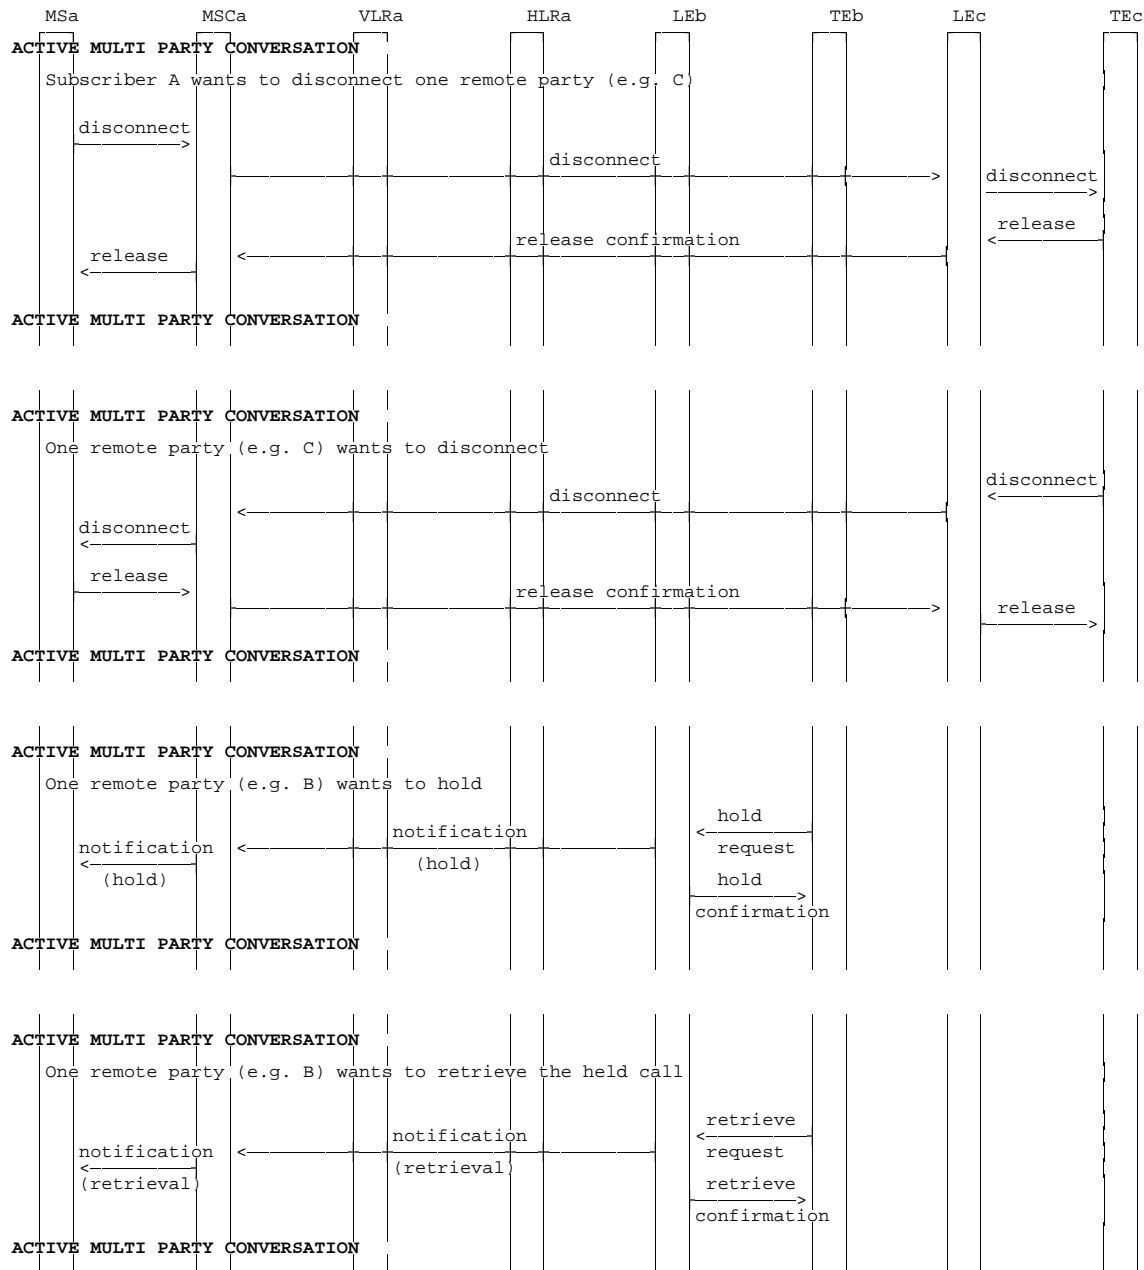 MSa MSCa VLRa HLRa LEb TEb LEc TEc
ACTIVE MULTI PARTY CONVERSATION
Subscriber A wants to disconnect one remote party (e.g. C)
disconnect
disconnect
disconnect
release
release confirmation
release
ACTIVE MULTI PARTY CONVERSATION
ACTIVE MULTI PARTY CONVERSATION
One remote party (e.g. C) wants to disconnect
disconnect
disconnect
disconnect
release
release confirmation
release
ACTIVE MULTI PARTY CONVERSATION
ACTIVE MULTI PARTY CONVERSATION
One remote party (e.g. B) wants to hold
hold
notification
notification
request
(hold)
(hold)
hold
confirmation
ACTIVE MULTI PARTY CONVERSATION
ACTIVE MULTI PARTY CONVERSATION
One remote party (e.g. B) wants to retrieve the held call
retrieve
notification
notification
request
(retrieval)
(retrieval)
retrieve
confirmation
ACTIVE MULTI PARTY CONVERSATION